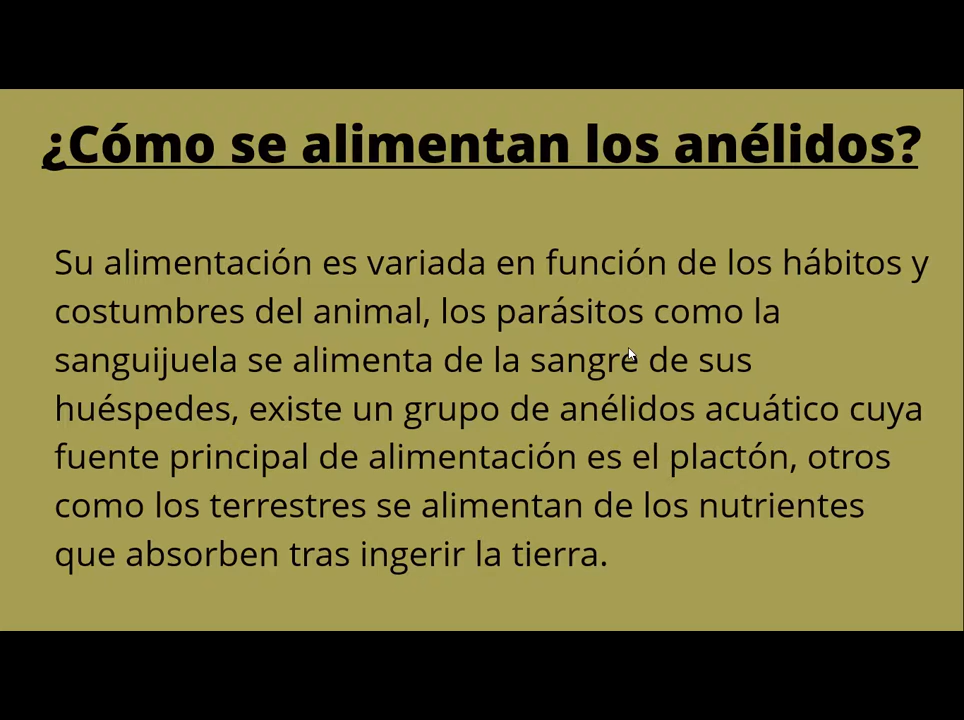 ¿Cómo se alimentan los anélidos?
Su alimentación es variada en función de los hábitos y
costumbres del animal, los parásitos como la
sanguijuela se alimenta de la sangre de sus
huéspedes, existe un grupo de anélidos acuático cuya
fuente principal de alimentación es el plactón, otros
como los terrestres se alimentan de los nutrientes
que absorben tras ingerir la tierra.